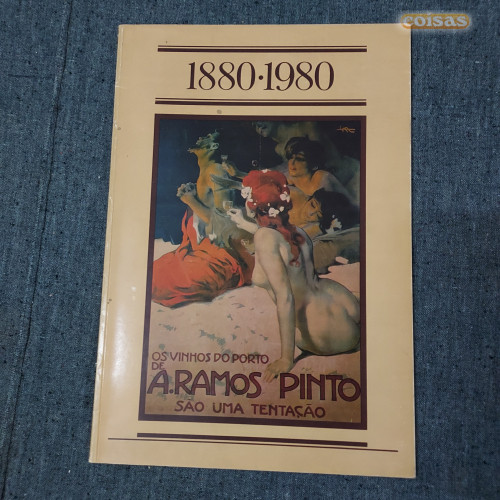 coisas
1880·1980
OS VINHOS DO PORTO
DE
A.RAMOS PINTO
SÃO UMA TENTAÇÃO